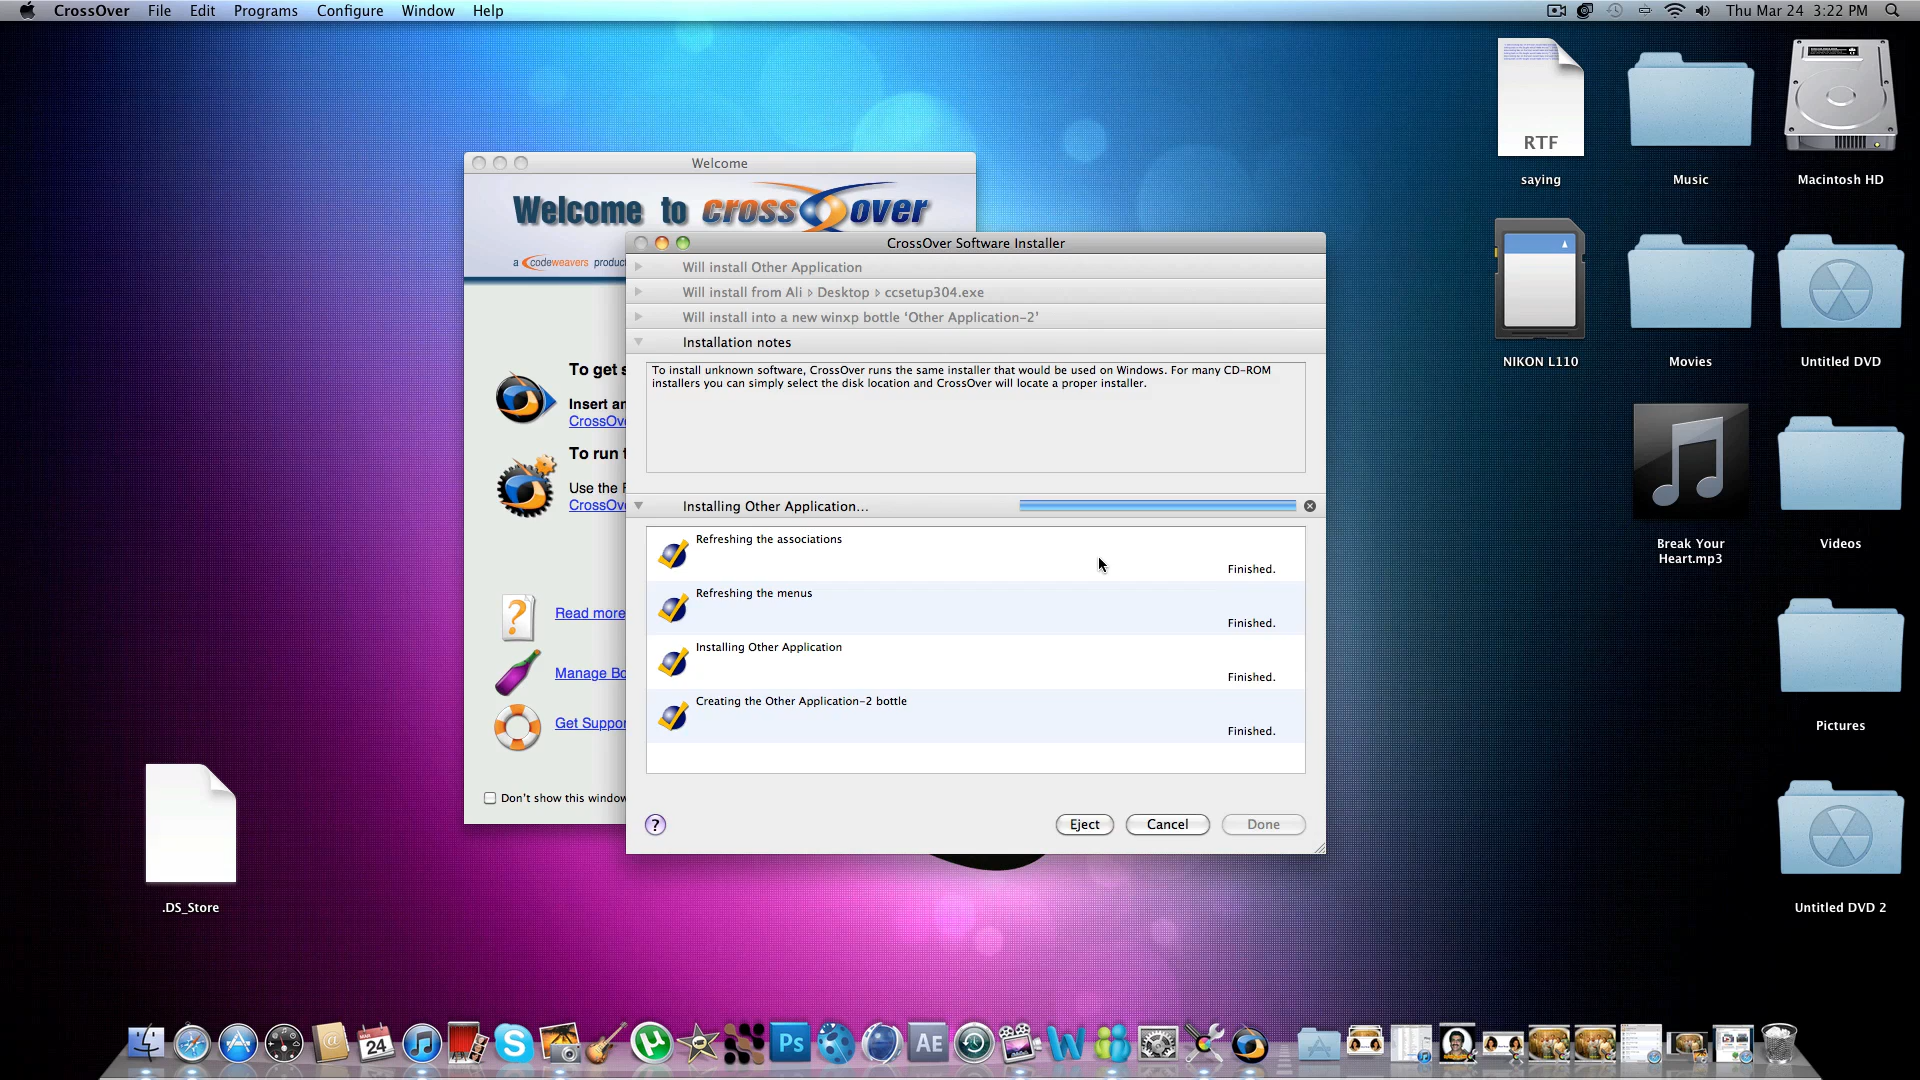 CrossOver File Edit Programs Configure Window Help
Thu Mar 24 3:22 PM
Welcome
Welcome to crossover
a codeweavers product
CrossOver Software Installer
Will install Other Application
Will install from Ali ▹ Desktop ▹ ccsetup304.exe
Will install into a new winxp bottle ‘Other Application-2’
Installation notes
To install unknown software, CrossOver runs the same installer that would be used on Windows. For many CD-ROM
installers you can simply select the disk location and CrossOver will locate a proper installer.
To get
Insert
To run
Use the
Read more
Manage
Get
Don't show this
Installing Other Application...
Refreshing the associations
Finished.
Refreshing the menus
Finished.
Installing Other Application
Finished.
Creating the Other Application-2 bottle
Finished.
?
Eject
Cancel
Done
RTF
saying
Music
Macintosh HD
NIKON L110
Movies
Untitled DVD
Break Your
Heart.mp3
Videos
Pictures
Untitled DVD 2
.DS_Store
MAR
24
Ps
AE